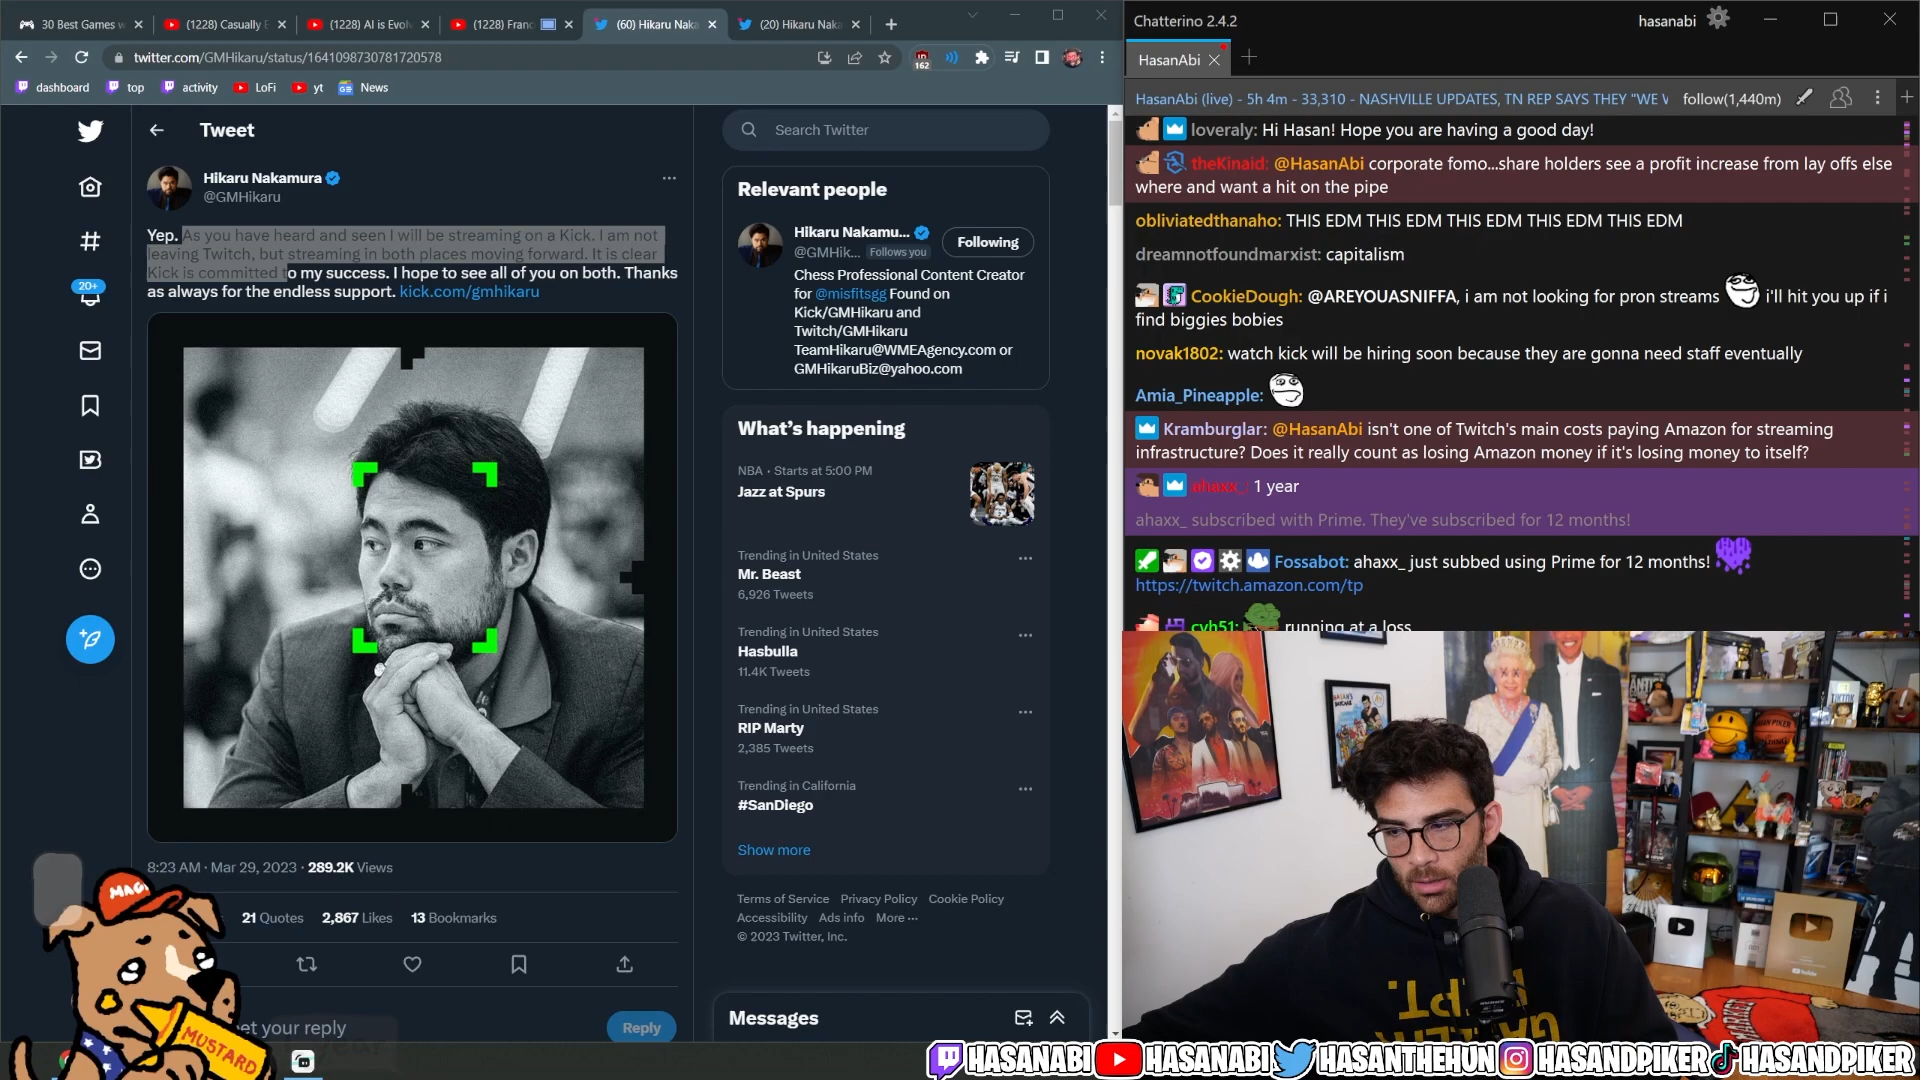 30 Best Games w
(1228) Casually E
(1228) AI is Evolv
(1228) Franc
(60) Hikaru Naka
(20) Hikaru Naka
twitter.com/GMHikaru/status/1641098730781720578
162
dashboard
top
activity
LoFi
yt
News
Tweet
Hikaru Nakamura
@GMHikaru
Yep. As you have heard and seen I will be streaming on a Kick. I am not
leaving Twitch, but streaming in both places moving forward. It is clear
Kick is committed to my success. I hope to see all of you on both. Thanks
as always for the endless support. kick.com/gmhikaru
20+
8:23 AM · Mar 29, 2023 · 289.2K Views
21 Quotes 2,867 Likes 13 Bookmarks
et your reply
Reply
MUSTARD
Search Twitter
Relevant people
Hikaru Nakamu...
@GMHik... Follows you
Following
Chess Professional Content Creator
for @misfitsgg Found on
Kick/GMHikaru and
Twitch/GMHikaru
TeamHikaru@WMEAgency.com or
GMHikaruBiz@yahoo.com
What's happening
NBA · Starts at 5:00 PM
Jazz at Spurs
Trending in United States
Mr. Beast
6,926 Tweets
Trending in United States
Hasbulla
11.4K Tweets
Trending in United States
RIP Marty
2,385 Tweets
Trending in California
#SanDiego
Show more
Terms of Service Privacy Policy Cookie Policy
Accessibility Ads info More ···
© 2023 Twitter, Inc.
Messages
Chatterino 2.4.2
hasanabi
HasanAbi
HasanAbi (live) - 5h 4m - 33,310 - NASHVILLE UPDATES, TN REP SAYS THEY "WE
follow(1,440m)
loveraly: Hi Hasan! Hope you are having a good day!
theKinaid: @HasanAbi corporate fomo...share holders see a profit increase from lay offs else
where and want a hit on the pipe
obliviatedthanaho: THIS EDM THIS EDM THIS EDM THIS EDM THIS EDM
dreamnotfoundmarxist: capitalism
CookieDough: @AREYOUASNIFFA, i am not looking for pron streams i'll hit you up if i
find biggies bobies
novak1802: watch kick will be hiring soon because they are gonna need staff eventually
Amia_Pineapple:
Kramburglar: @HasanAbi isn't one of Twitch's main costs paying Amazon for streaming
infrastructure? Does it really count as losing Amazon money if it's losing money to itself?
ahaxx_: 1 year
ahaxx_ subscribed with Prime. They've subscribed for 12 months!
Fossabot: ahaxx_ just subbed using Prime for 12 months!
https://twitch.amazon.com/tp
cyh51: running at a loss
HASANABI HASANABI HASANTHEHUN HASANDPIKER HASANDPIKER